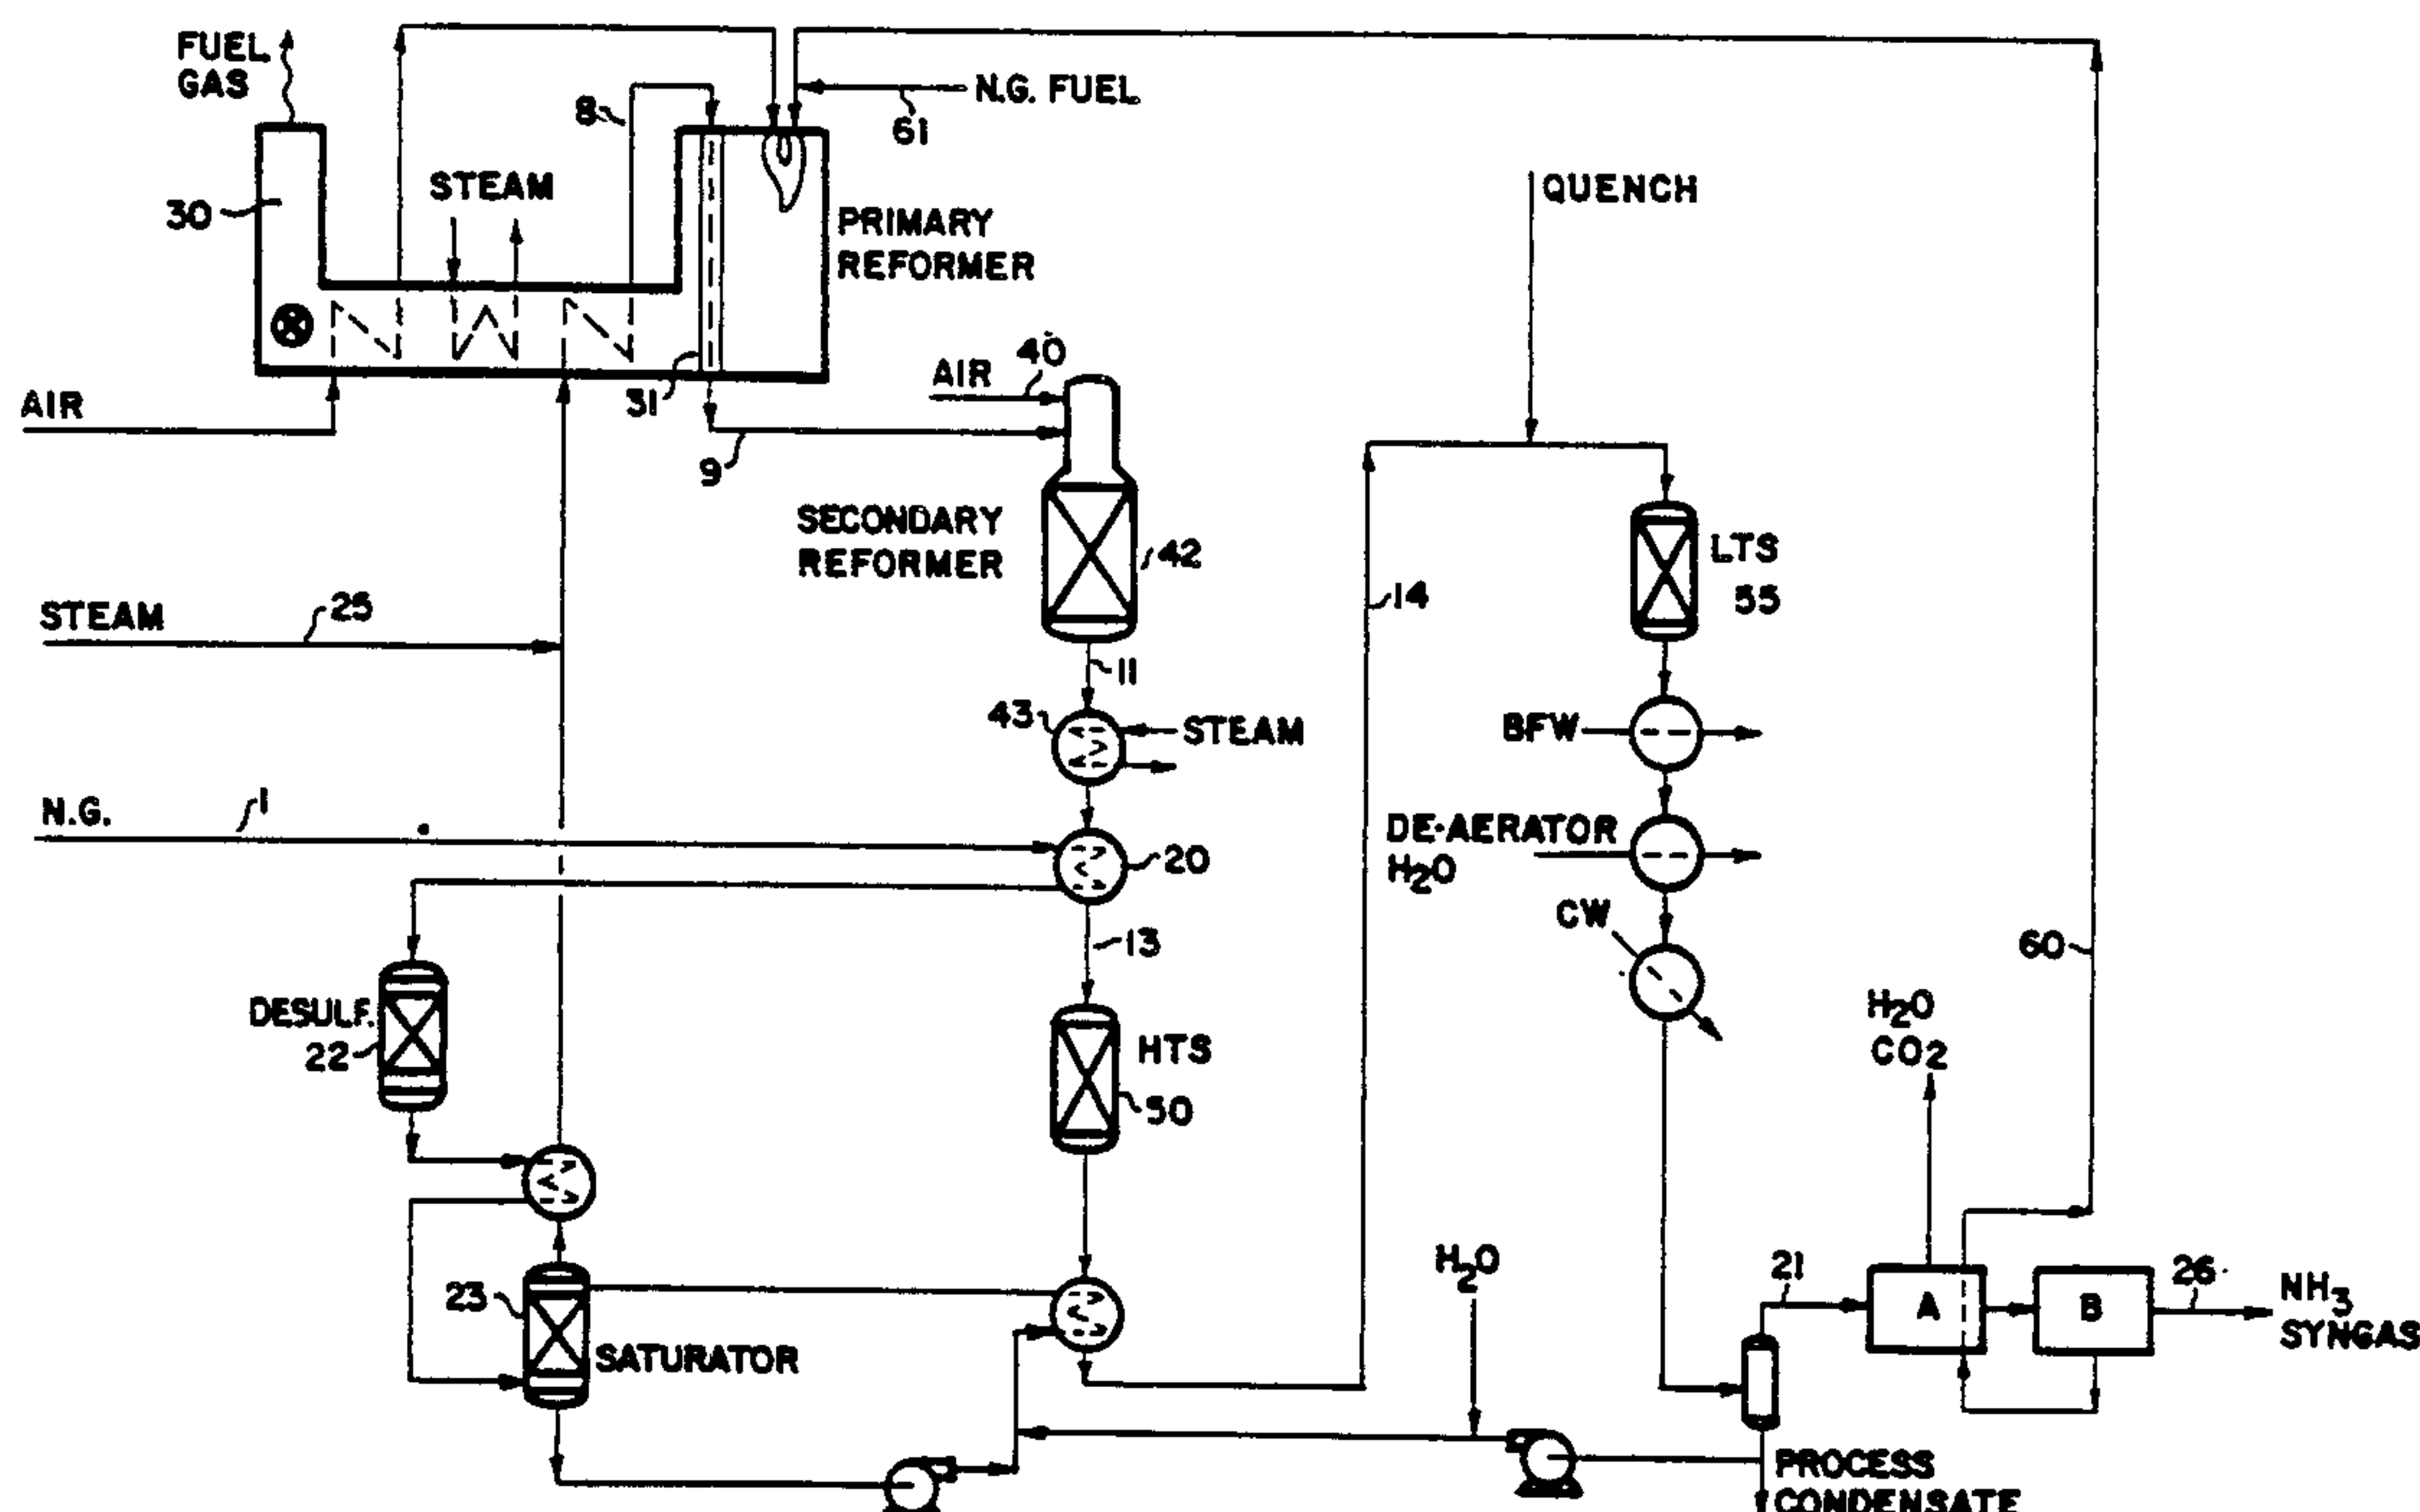 FUEL
GAS
8
N.G. FUEL
61
STEAM
30
QUENCH
PRIMARY
REFORMER
40
AIR
31
AIR
9
SECONDARY
REFORMER
42
LTS
55
14
STEAM
25
11
43
STEAM
BFW
N.G.
1
20
DE-AERATOR
H2O
CW
13
60
DESULF.
22
HTS
50
H2O
CO2
23
SATURATOR
H2O
21
A
B
26
NH3
SYNGAS
PROCESS
CONDENSATE